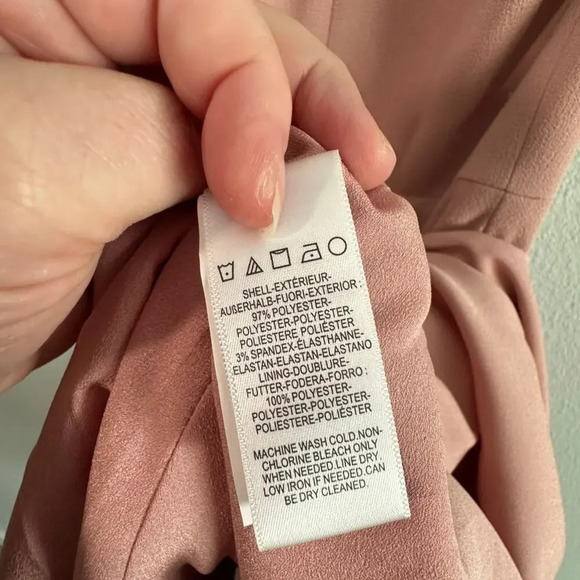 SHELL-EXTÉRIEUR-
AUßERHALB-FUORI-EXTERIOR :
97% POLYESTER-
POLYESTER-POLYESTER-
POLIESTERE POLIÉSTER
3% SPANDEX-ÉLASTHANNE-
ELASTAN-ELASTAN-ELASTANO
LINING-DOUBLURE-
FUTTER-FODERA-FORRO:
100% POLYESTER-
POLYESTER-POLYESTER-
POLIESTERE-POLIÉSTER
MACHINE WASH COLD.NON-
CHLORINE BLEACH ONLY
WHEN NEEDED.LINE DRY.
LOW IRON IF NEEDED.CAN
BE DRY CLEANED.